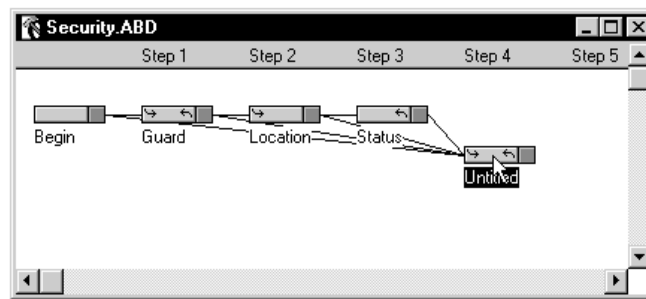 Security.ABD
Step 1 Step 2 Step 3 Step 4 Step 5
Begin Guard Location Status
Untitled